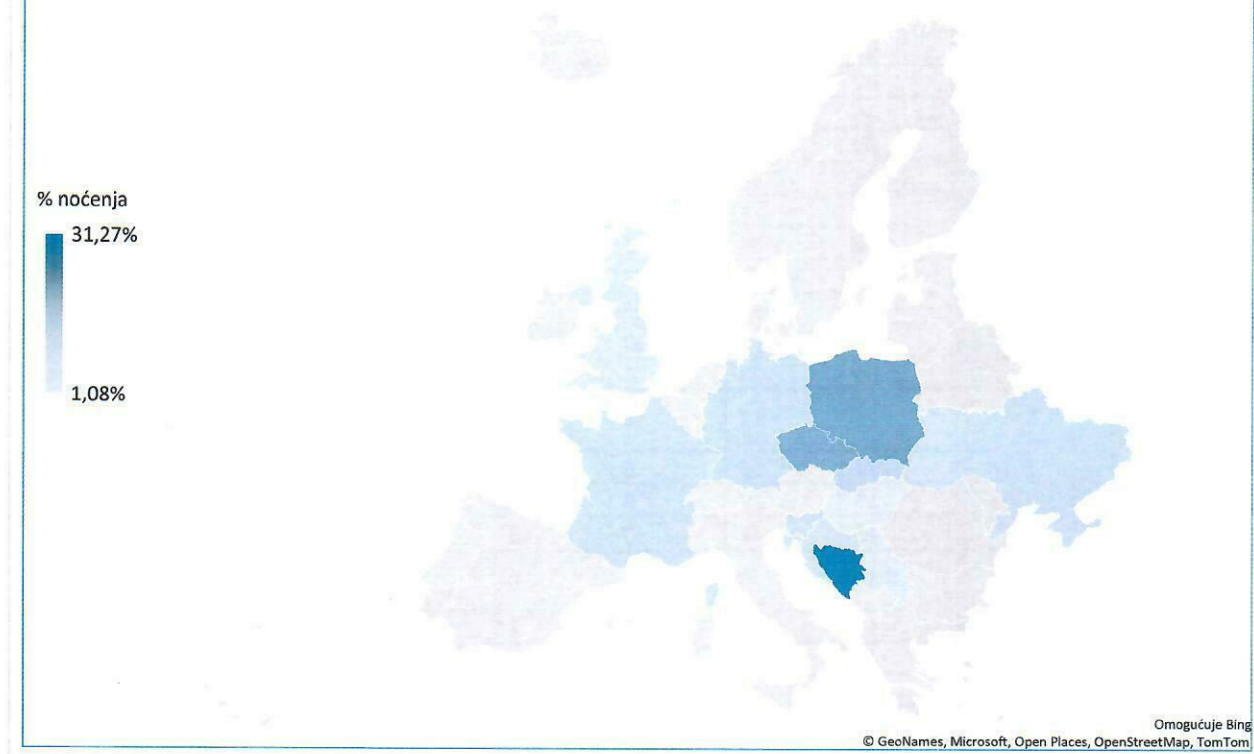 % noćenja
31,27%
1,08%
Omogućuje Bing
© GeoNames, Microsoft, Open Places, OpenStreetMap, TomTom